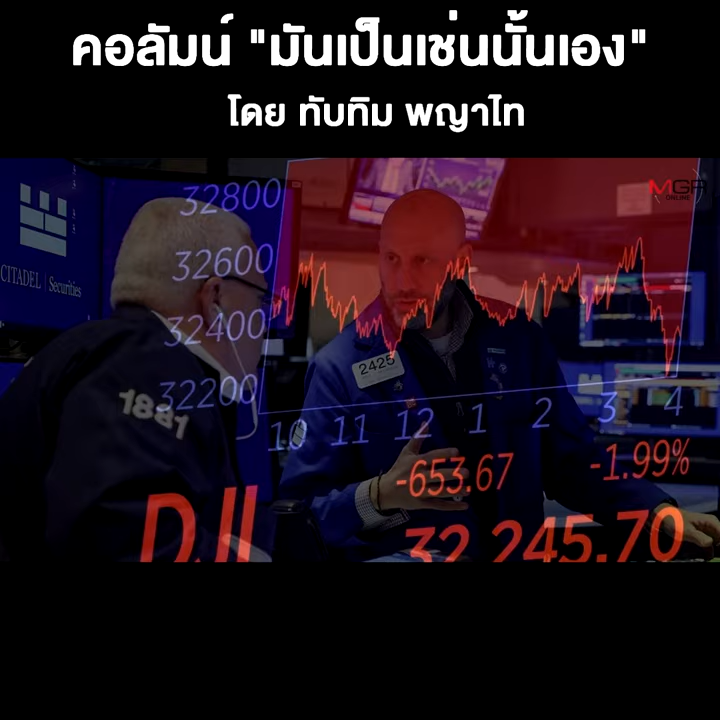 คอลัมน์ "มันเป็นเช่นนั้นเอง"
โดย ทับทิม พญาไท
MGR
ONLINE
32800
32600
32400
32200
CITADEL | Securities
2425
1881
10 11 12 1 2 3 4
-653.67 -1.99%
DJI
32,245.70